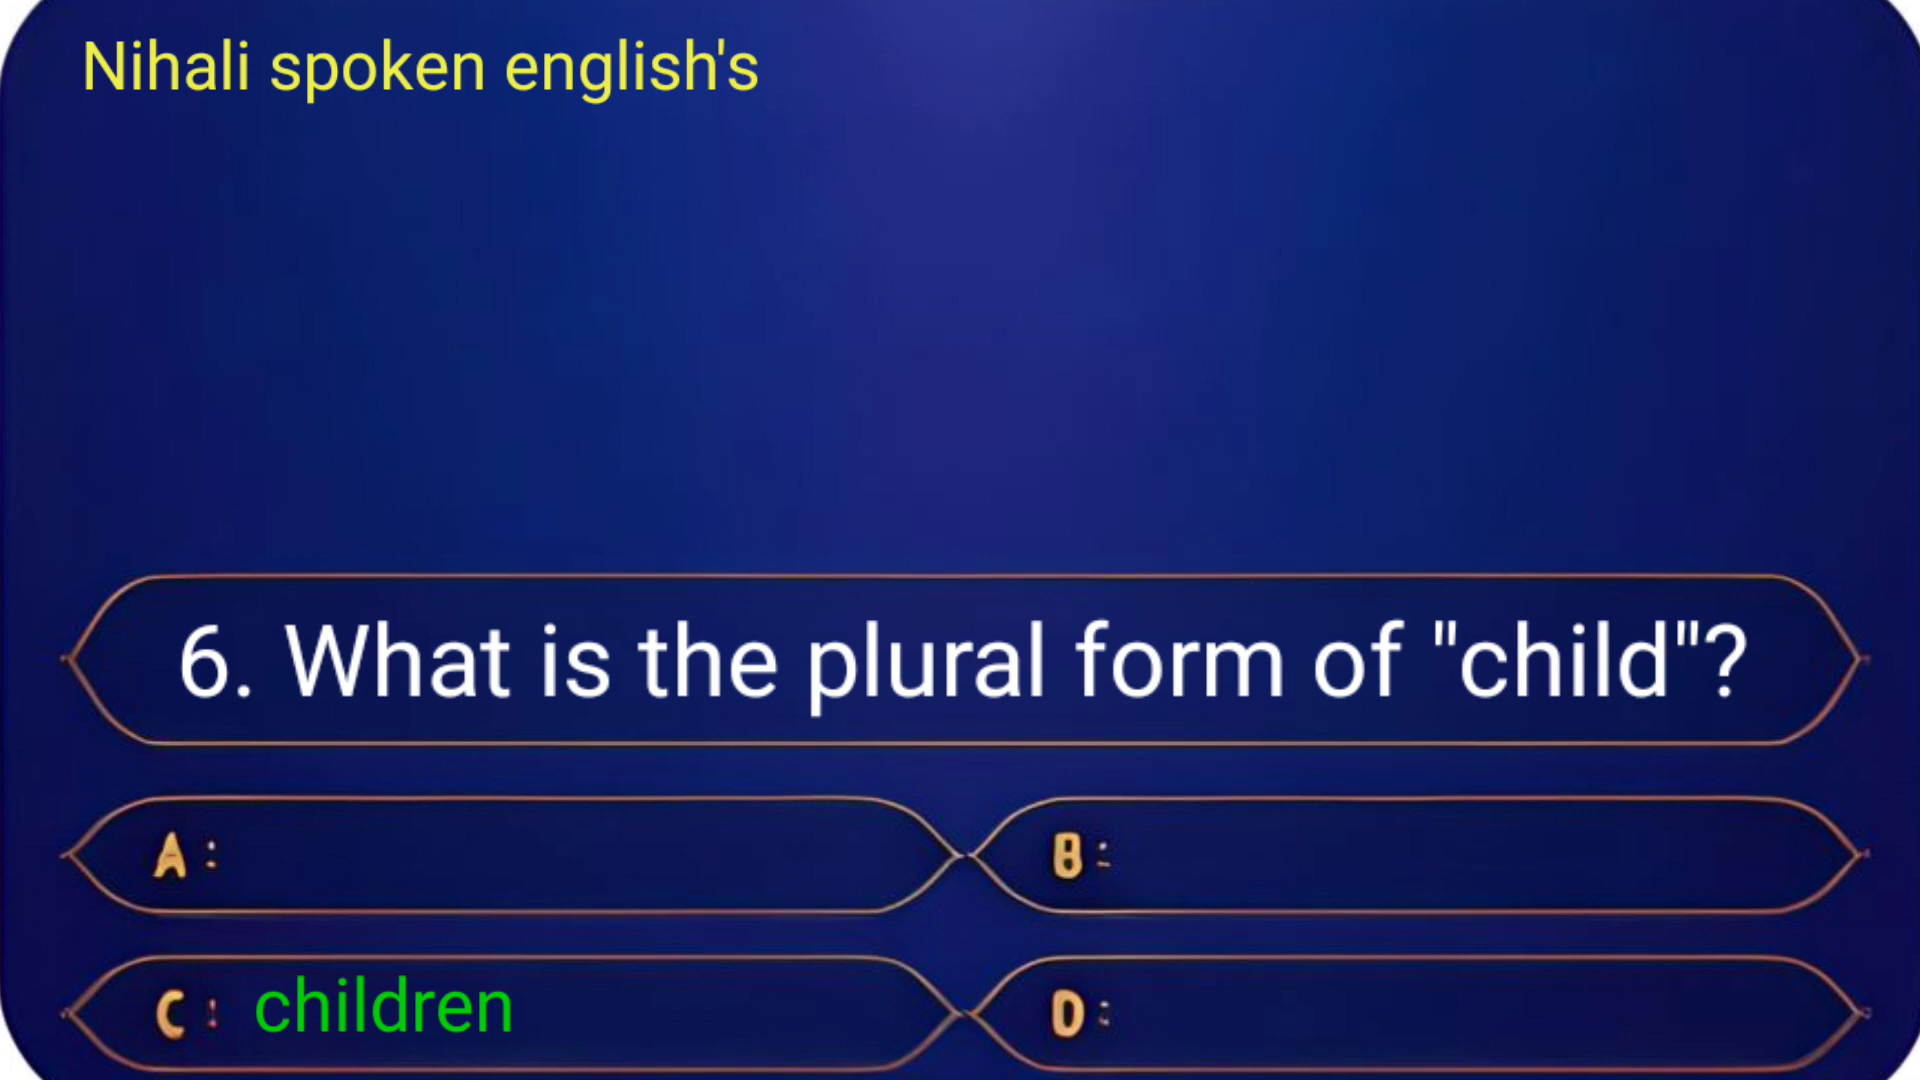 Nihali spoken english's
6. What is the plural form of "child"?
A :
B :
C : children
D :